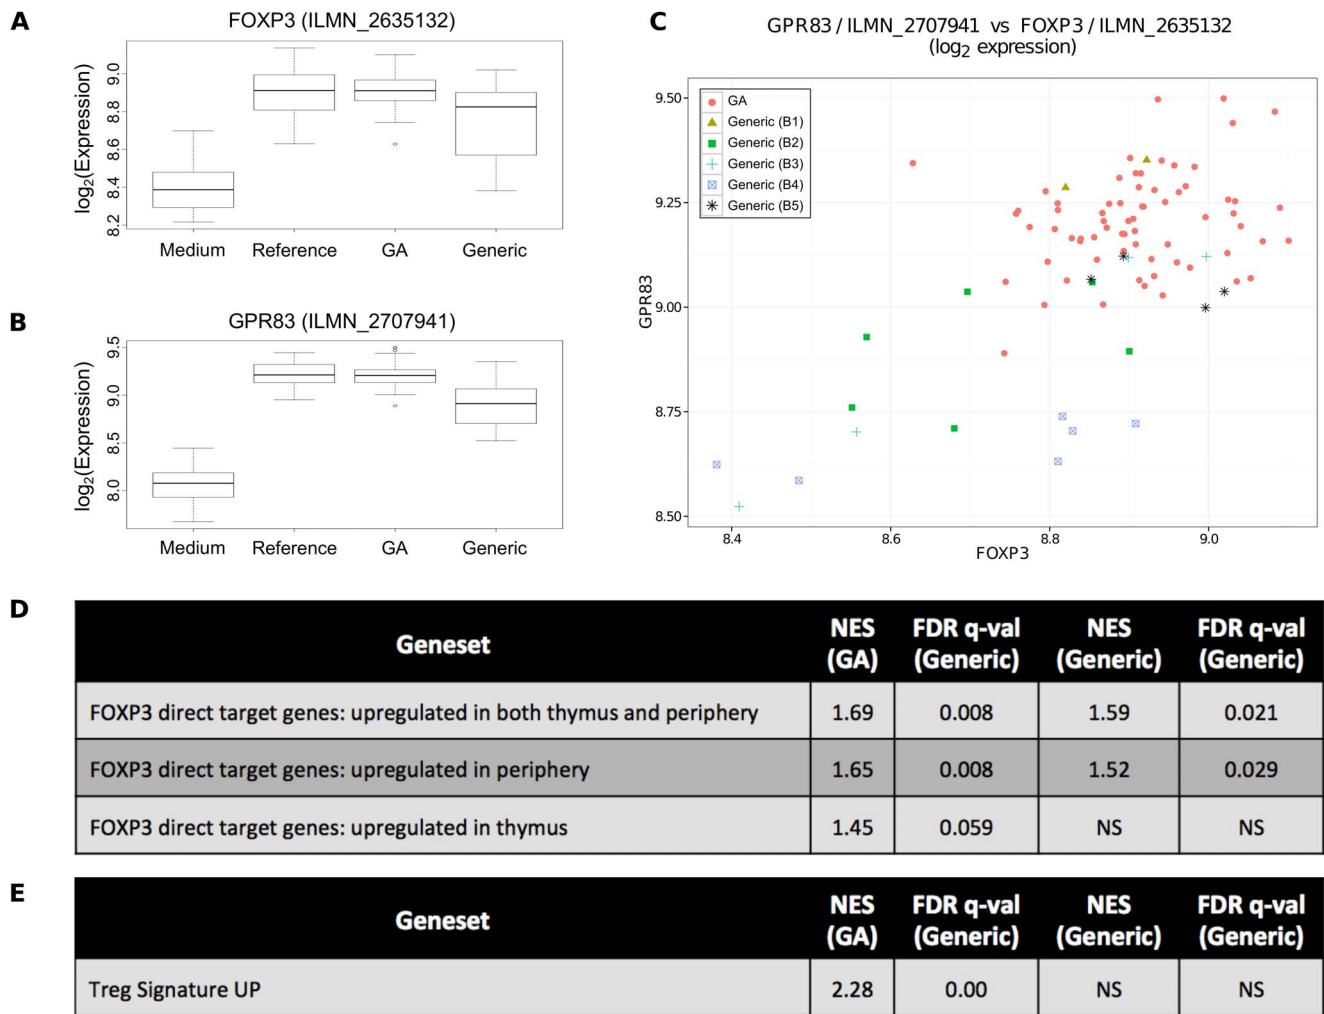 A
FOXP3 (ILMN_2635132)
log2(Expression)
9.0
8.8
8.6
8.4
8.2
Medium Reference GA Generic
B
GPR83 (ILMN_2707941)
log2(Expression)
9.5
9.0
8.5
8.0
Medium Reference GA Generic
C
GPR83 / ILMN_2707941 vs FOXP3 / ILMN_2635132
(log2 expression)
GA
Generic (B1)
Generic (B2)
Generic (B3)
Generic (B4)
Generic (B5)
GPR83
9.50
9.25
9.00
8.75
8.50
8.4 8.6 8.8 9.0
FOXP3
D
Geneset NES (GA) FDR q-val (Generic) NES (Generic) FDR q-val (Generic)
FOXP3 direct target genes: upregulated in both thymus and periphery 1.69 0.008 1.59 0.021
FOXP3 direct target genes: upregulated in periphery 1.65 0.008 1.52 0.029
FOXP3 direct target genes: upregulated in thymus 1.45 0.059 NS NS
E
Geneset NES (GA) FDR q-val (Generic) NES (Generic) FDR q-val (Generic)
Treg Signature UP 2.28 0.00 NS NS